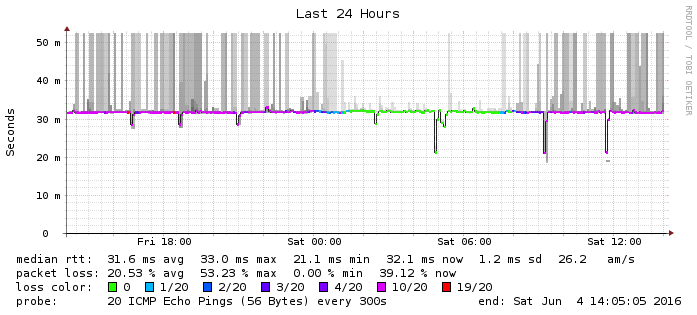 Last 24 Hours
RRDTOOL / TOBI OETIKER
Seconds
50 m
40 m
30 m
20 m
10 m
0
Fri 18:00 Sat 00:00 Sat 06:00 Sat 12:00
median rtt: 31.6 ms avg 33.0 ms max 21.1 ms min 32.1 ms now 1.2 ms sd 26.2 am/s
packet loss: 20.53 % avg 53.23 % max 0.00 % min 39.12 % now
loss color: 0 1/20 2/20 3/20 4/20 10/20 19/20
probe: 20 ICMP Echo Pings (56 Bytes) every 300s end: Sat Jun 4 14:05:05 2016